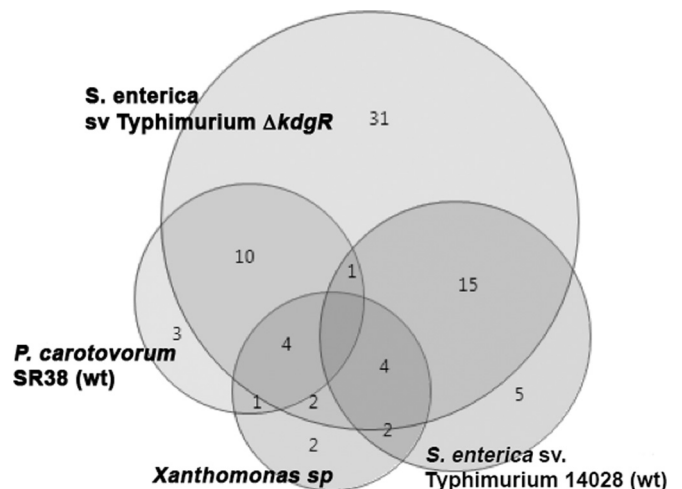 S. enterica
sv Typhimurium ΔkdgR
31
10
1
15
3
4
4
P. carotovorum
SR38 (wt)
1
2
5
2
2
Xanthomonas sp
S. enterica sv.
Typhimurium 14028 (wt)